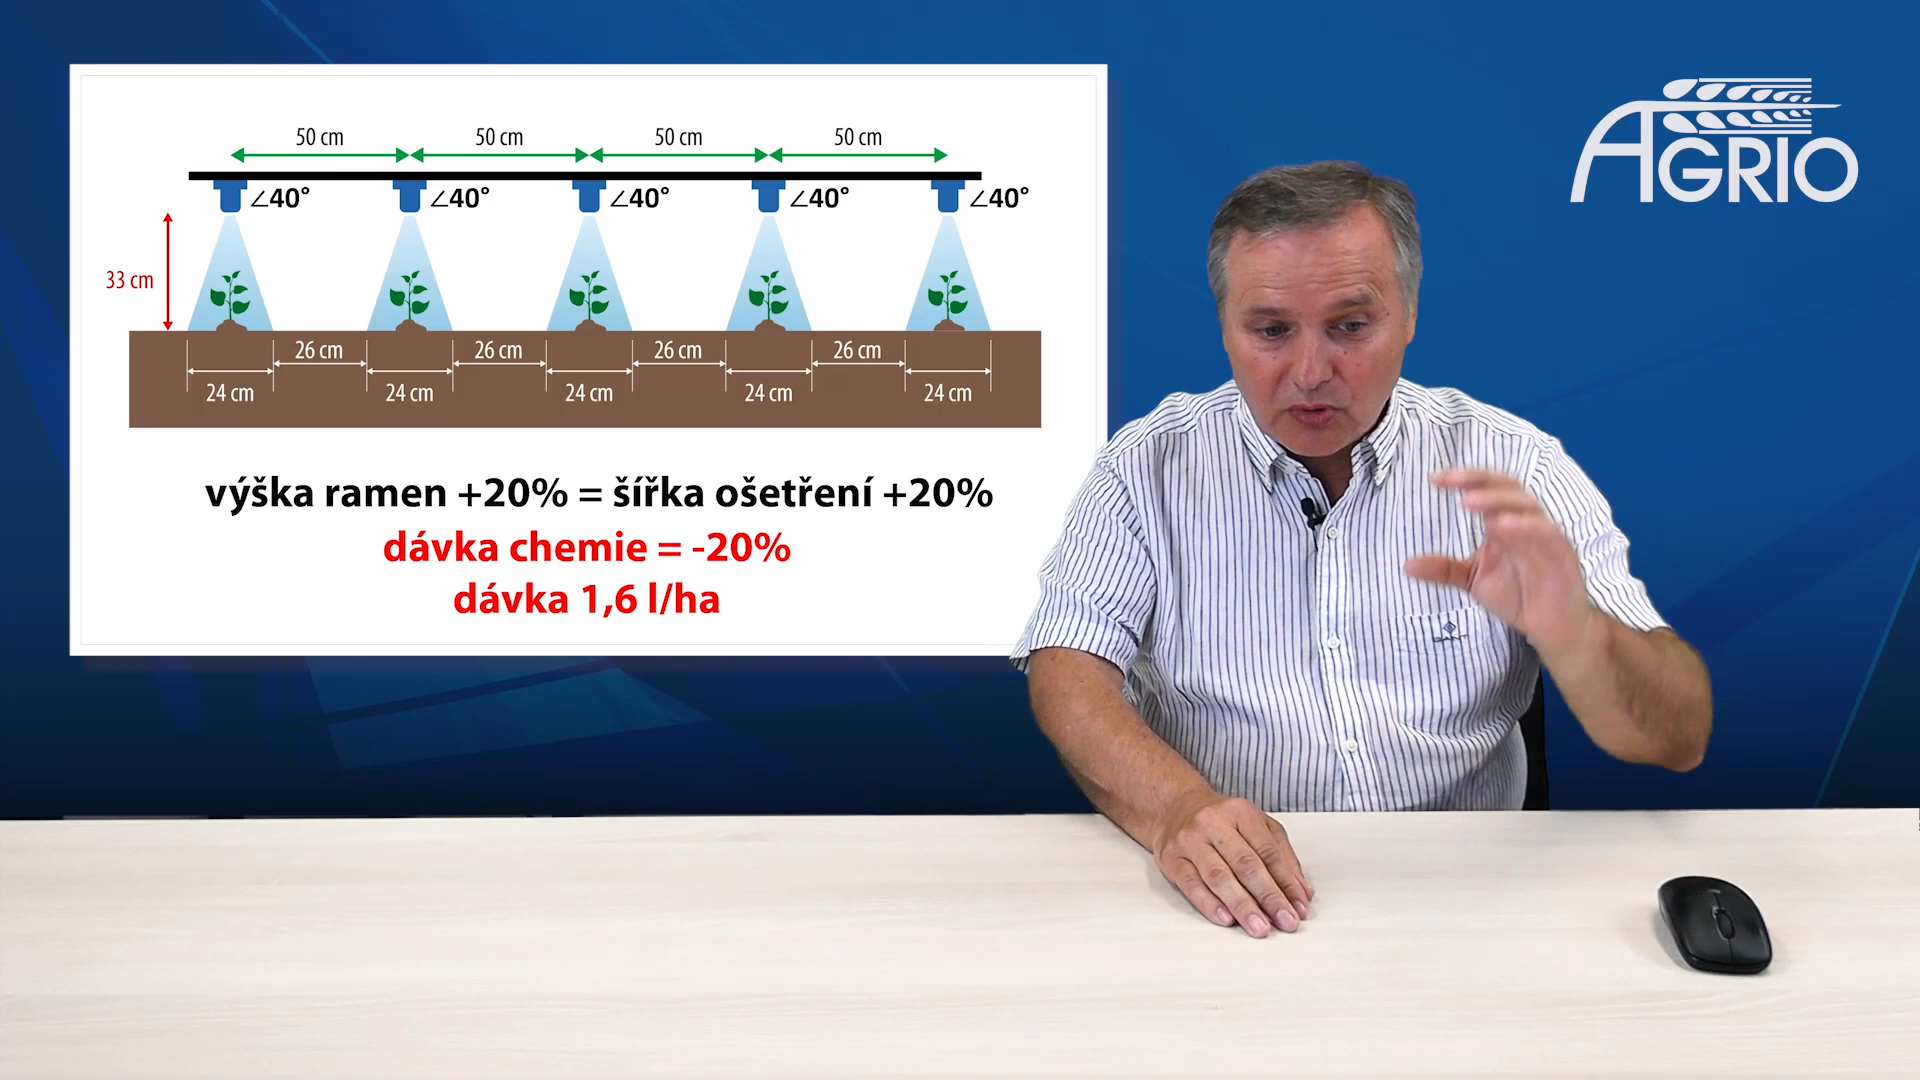 50 cm 50 cm 50 cm 50 cm
∠40° ∠40° ∠40° ∠40° ∠40°
33 cm
26 cm 26 cm 26 cm 26 cm
24 cm 24 cm 24 cm 24 cm 24 cm
výška ramen +20% = šířka ošetření +20%
dávka chemie = -20%
dávka 1,6 l/ha
AGRIO
GANT